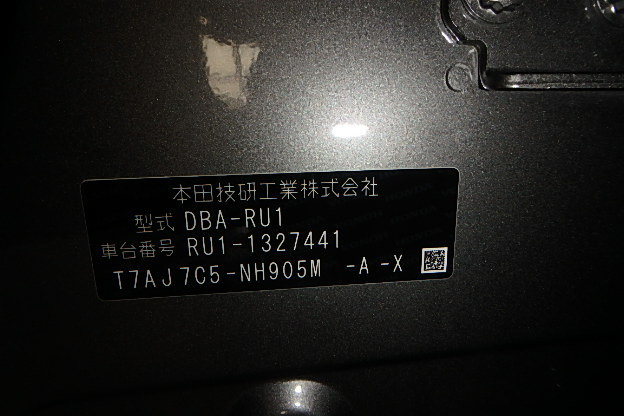 本田技研工業株式会社
型式 DBA-RU1
車台番号 RU1-1327441
T7AJ7C5-NH905M -A -X